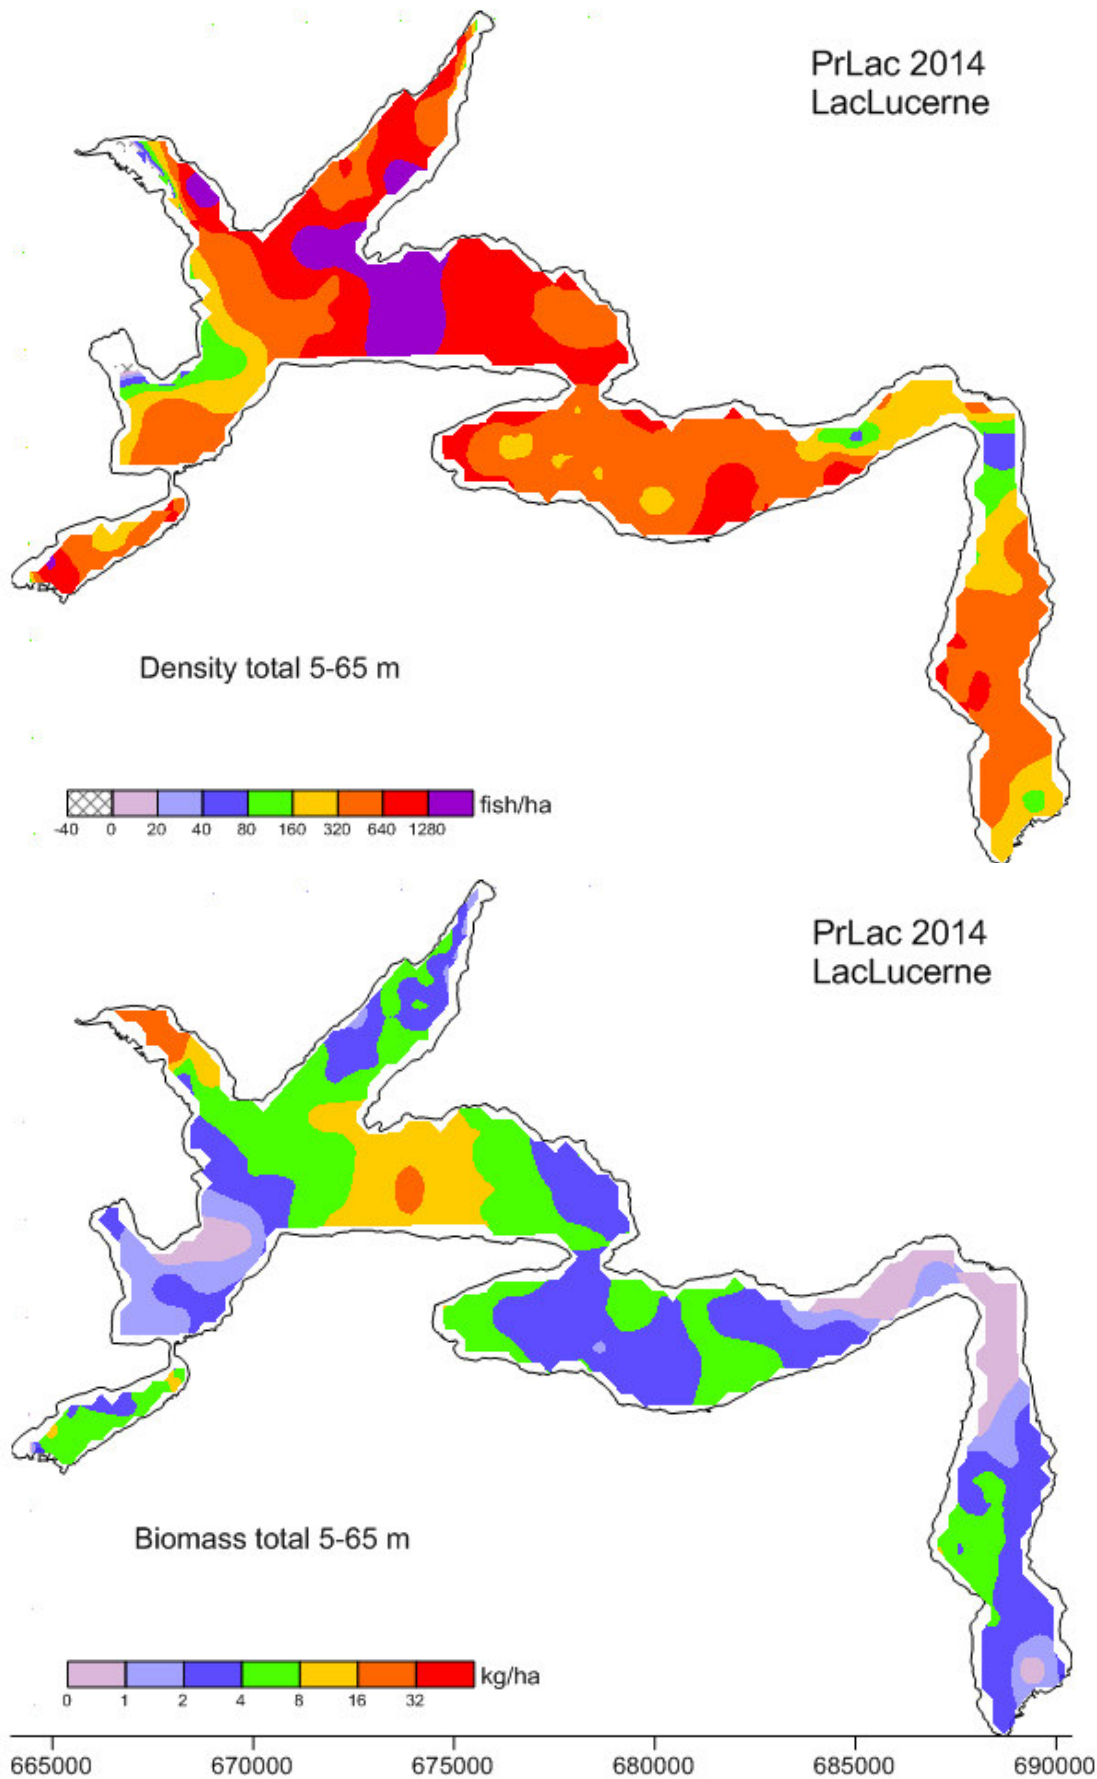 PrLac 2014
LacLucerne
Density total 5-65 m
fish/ha
-40 0 20 40 80 160 320 640 1280
PrLac 2014
LacLucerne
Biomass total 5-65 m
kg/ha
0 1 2 4 8 16 32
665000 670000 675000 680000 685000 690000